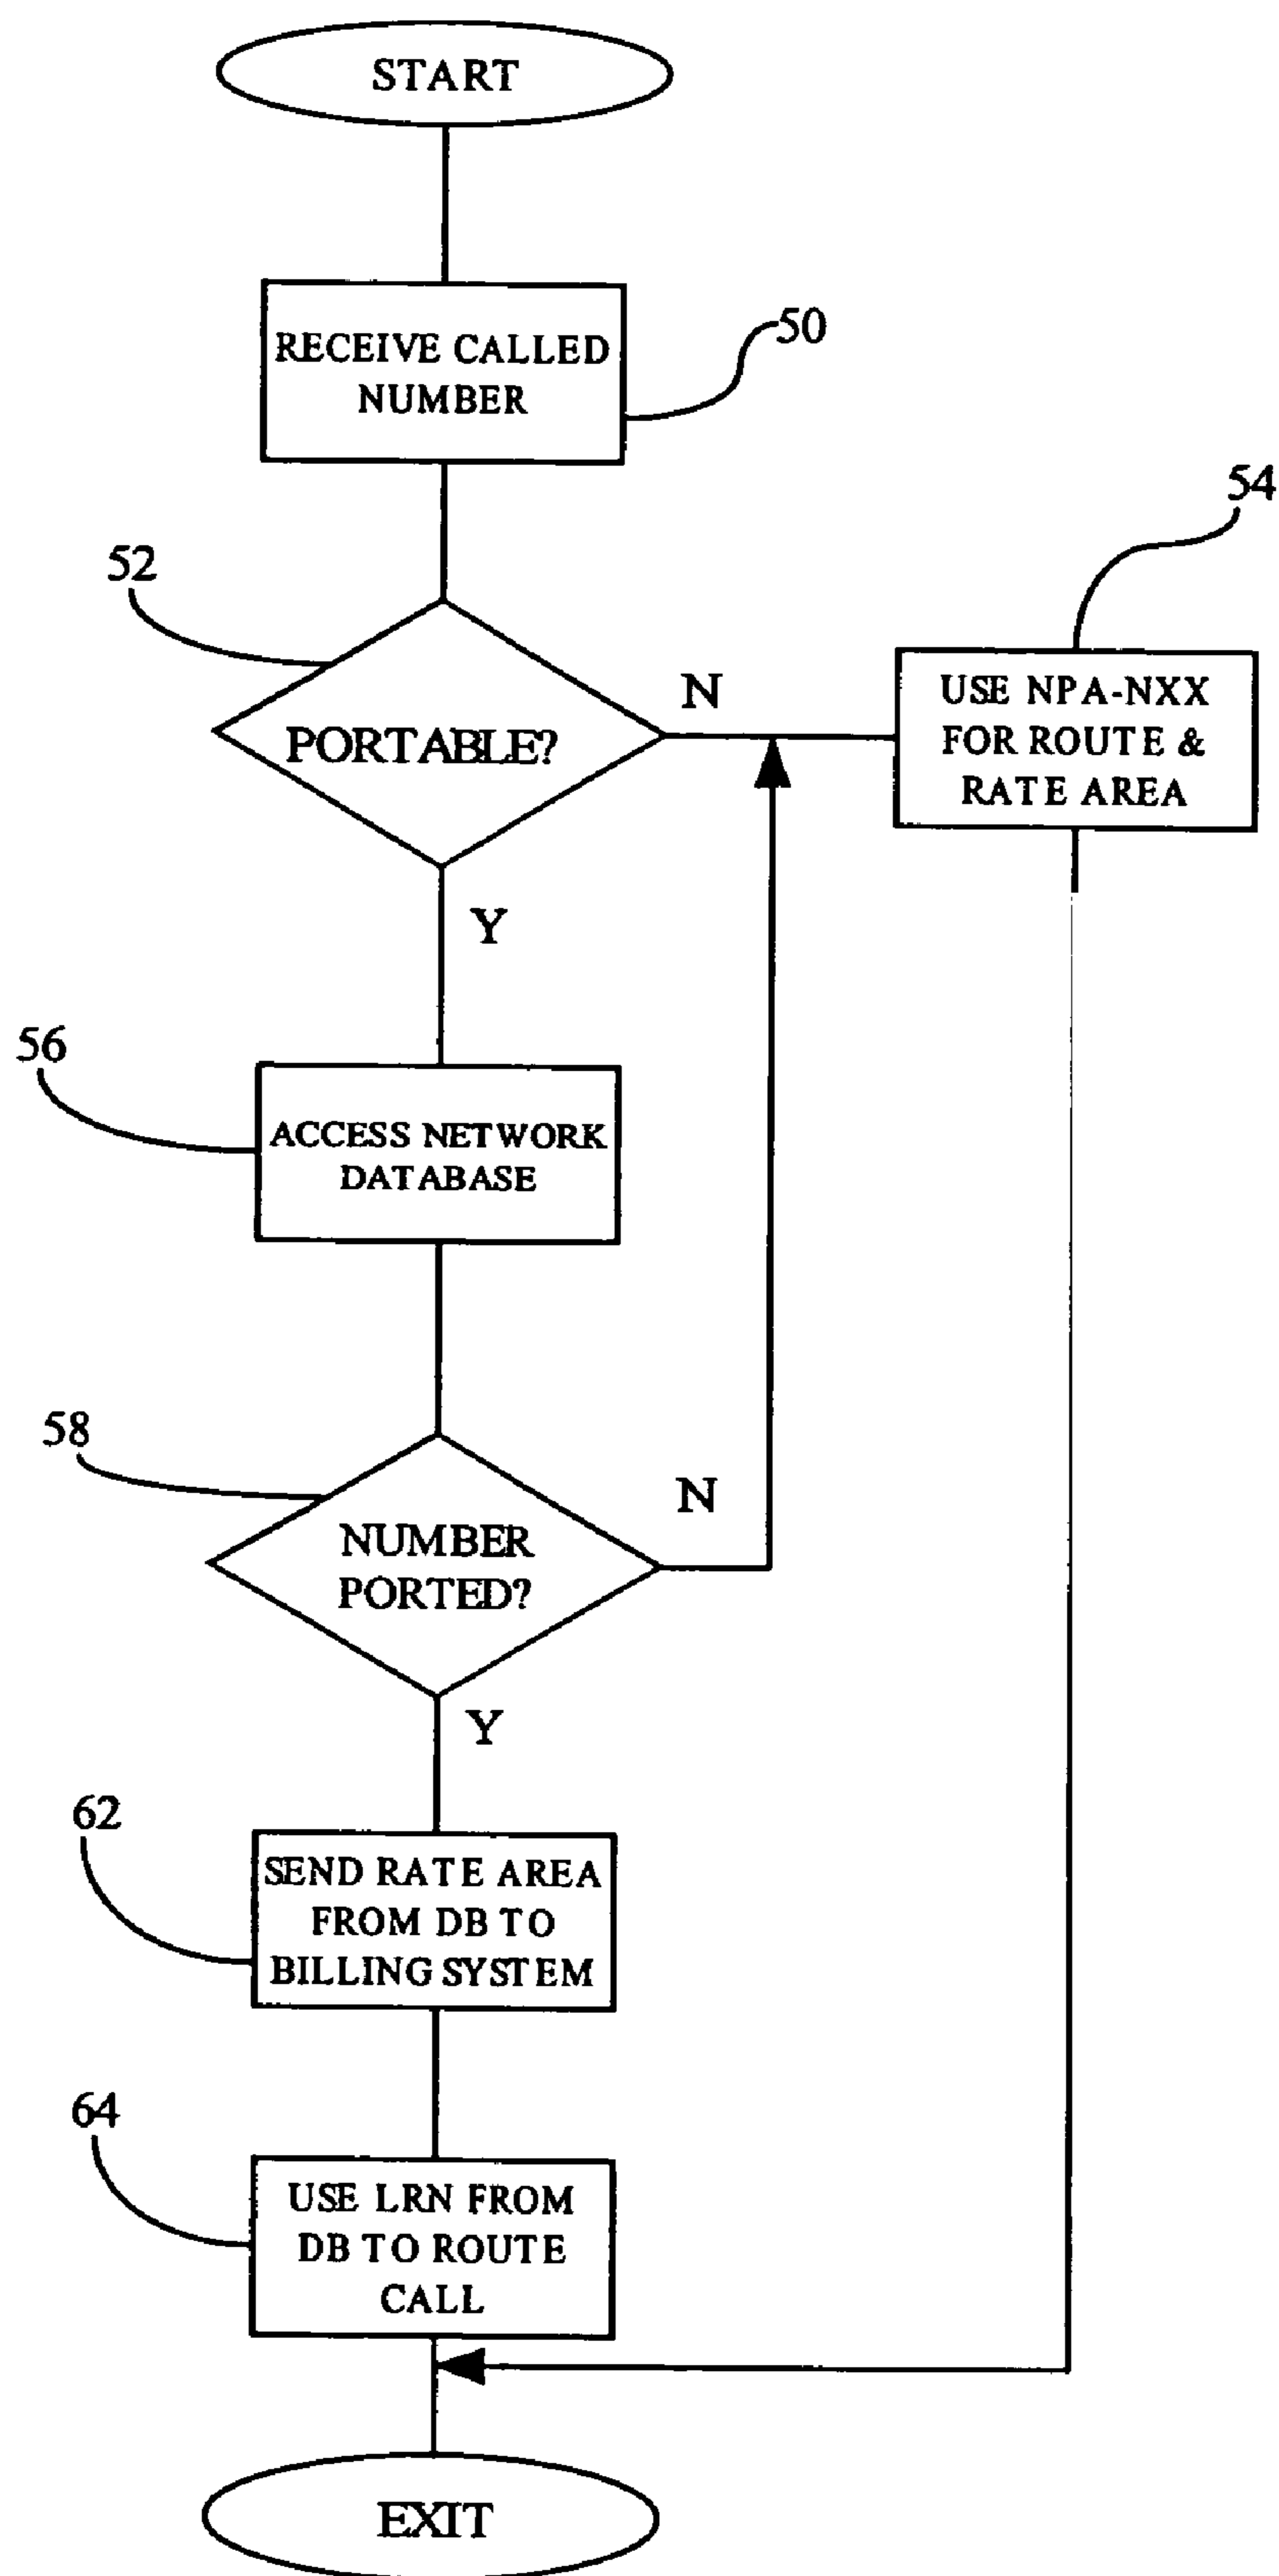 START
RECEIVE CALLED
NUMBER
50
54
52
PORTABLE?
N
USE NPA-NXX
FOR ROUTE &
RATE AREA
Y
56
ACCESS NETWORK
DATABASE
58
NUMBER
PORTED?
N
Y
62
SEND RATE AREA
FROM DB TO
BILLING SYSTEM
64
USE LRN FROM
DB TO ROUTE
CALL
EXIT